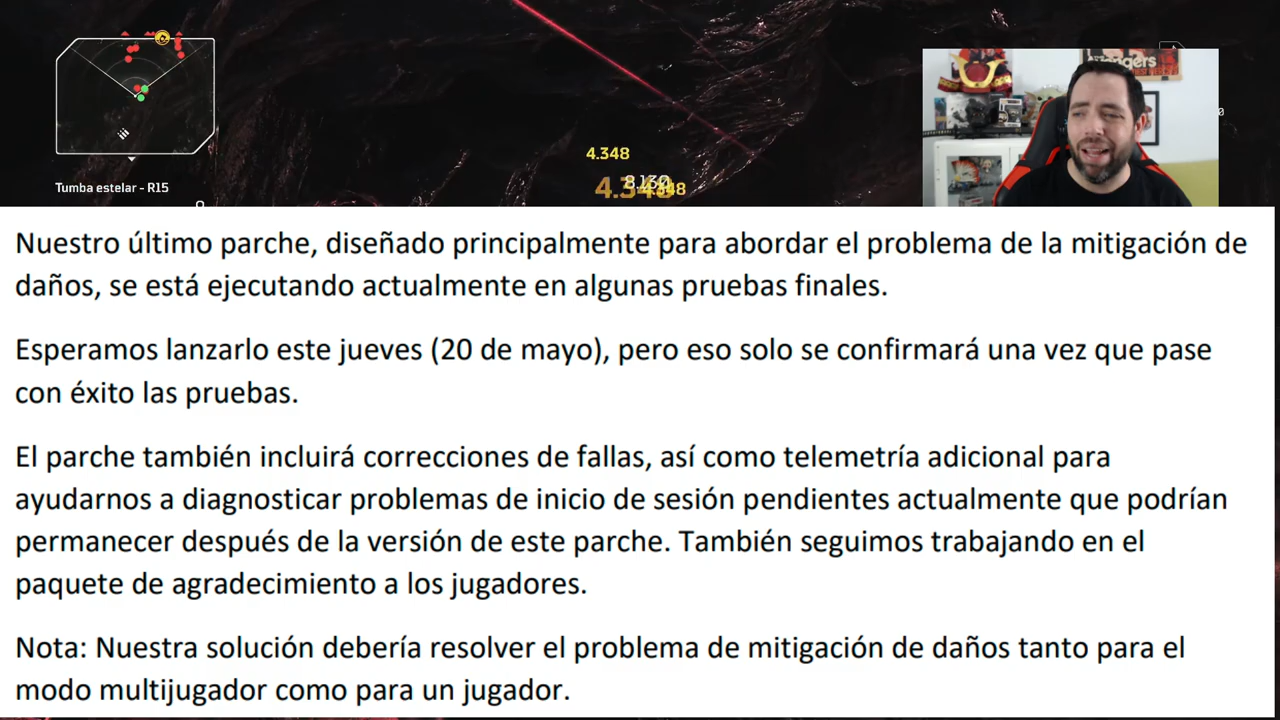 4.348
8.130
Tumba estelar - R15
Nuestro último parche, diseñado principalmente para abordar el problema de la mitigación de
daños, se está ejecutando actualmente en algunas pruebas finales.
Esperamos lanzarlo este jueves (20 de mayo), pero eso solo se confirmará una vez que pase
con éxito las pruebas.
El parche también incluirá correcciones de fallas, así como telemetría adicional para
ayudarnos a diagnosticar problemas de inicio de sesión pendientes actualmente que podrían
permanecer después de la versión de este parche. También seguimos trabajando en el
paquete de agradecimiento a los jugadores.
Nota: Nuestra solución debería resolver el problema de mitigación de daños tanto para el
modo multijugador como para un jugador.